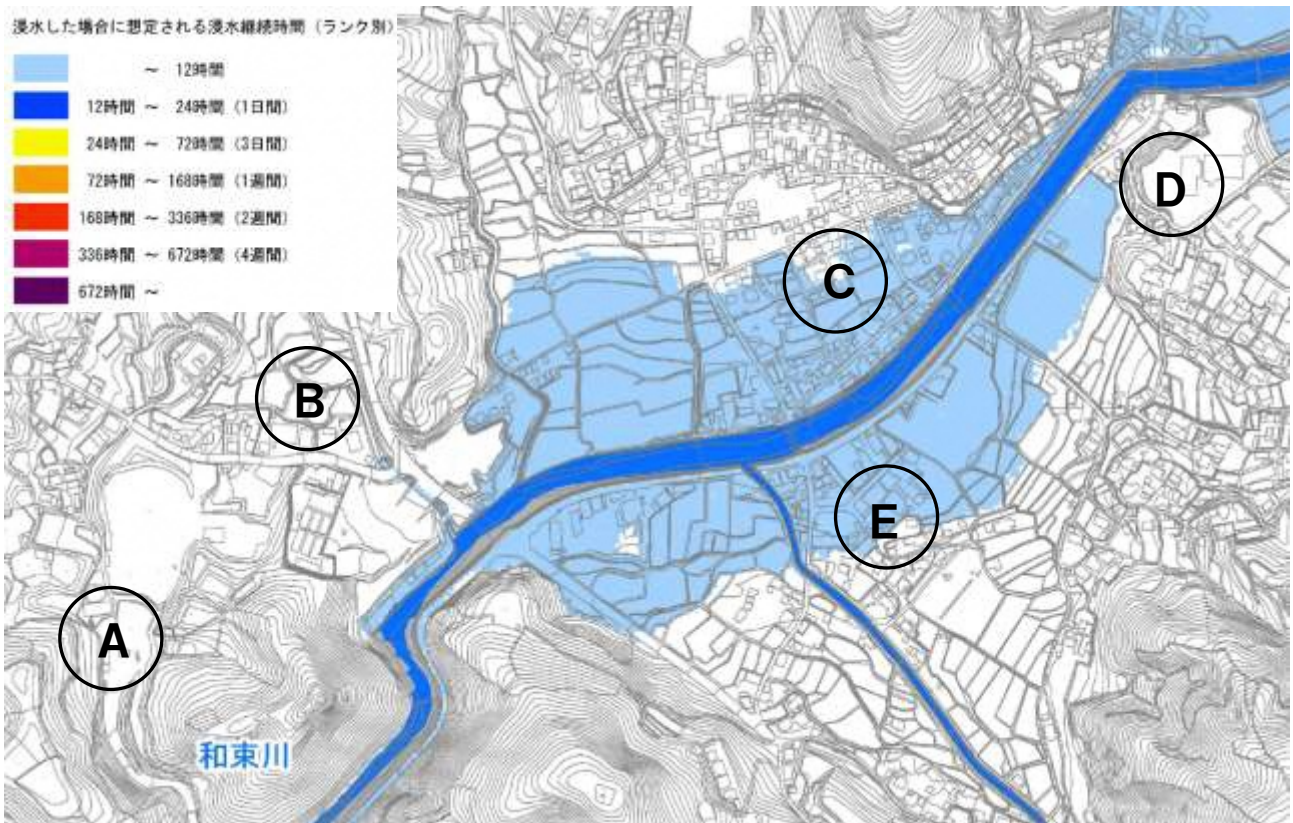 浸水した場合に想定される浸水継続時間（ランク別）
～ 12時間
12時間 ～ 24時間（1日間）
24時間 ～ 72時間（3日間）
72時間 ～ 168時間（1週間）
168時間 ～ 336時間（2週間）
336時間 ～ 672時間（4週間）
672時間 ～
D
C
B
E
A
和束川